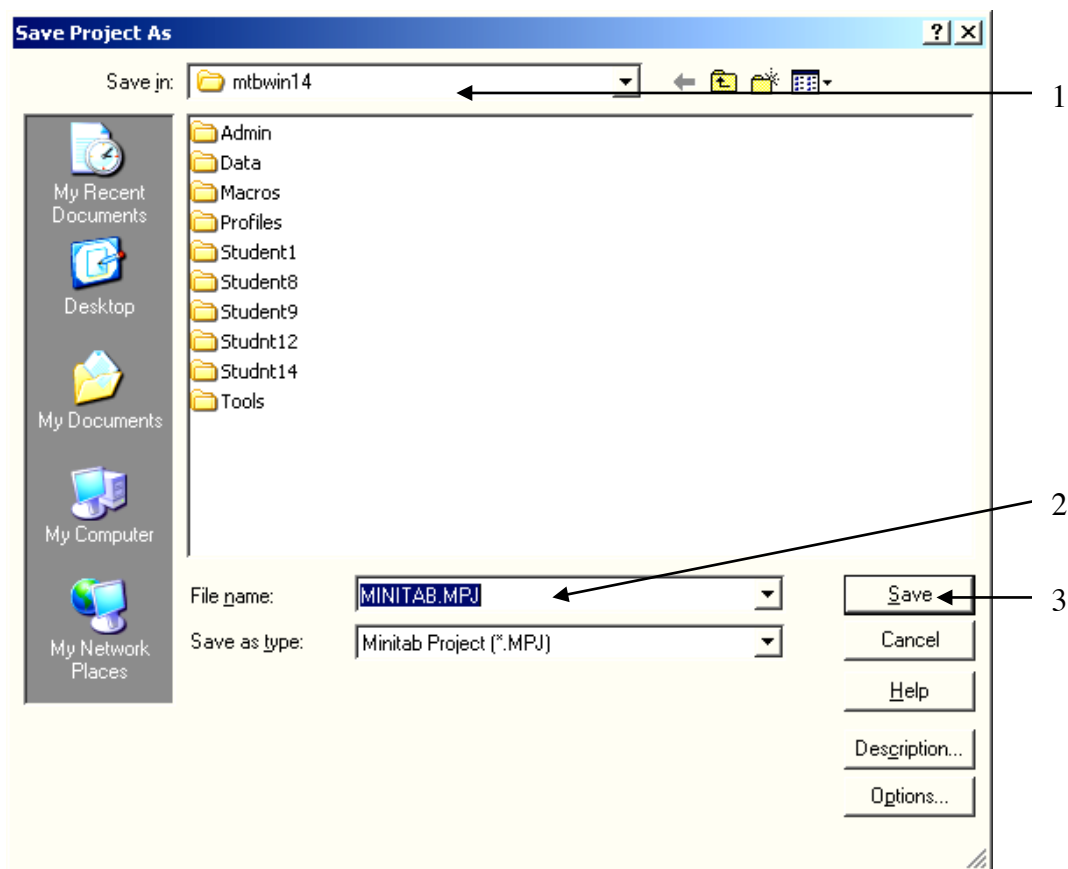 Save Project As
Save in: mtbwin14
1
My Recent
Documents
Desktop
My Documents
My Computer
My Network
Places
Admin
Data
Macros
Profiles
Student1
Student8
Student9
Studnt12
Studnt14
Tools
2
File name: MINITAB.MPJ Save 3
Save as type: Minitab Project (*.MPJ) Cancel
Help
Description...
Options...